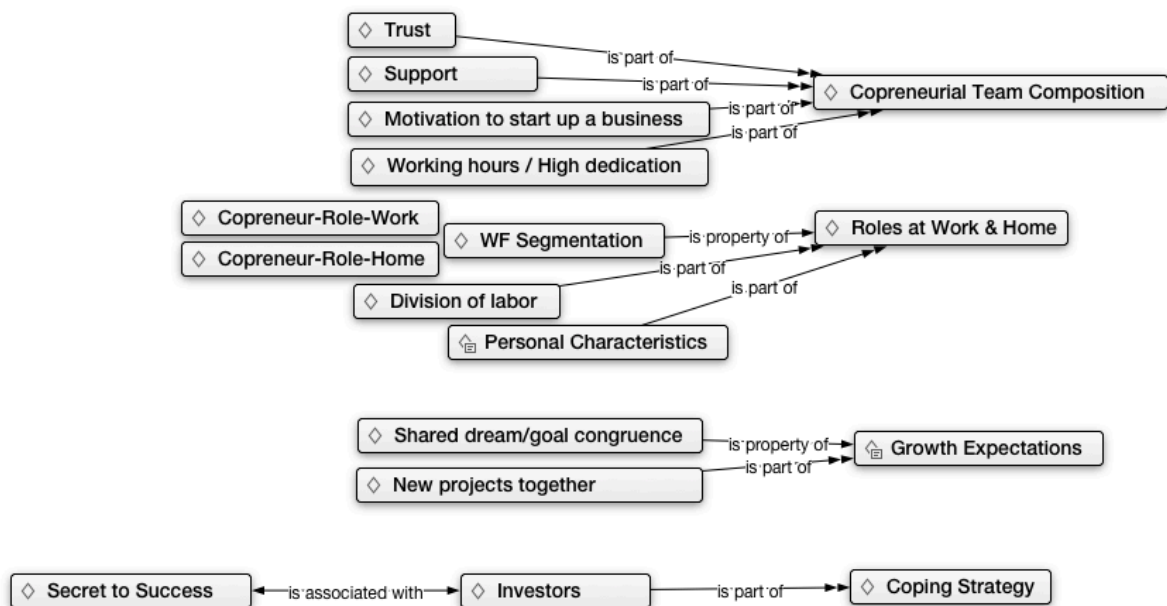 Trust
is part of
Support
is part of
Copreneurial Team Composition
Motivation to start up a business
is part of
Working hours / High dedication
is part of
Copreneur-Role-Work
WF Segmentation
is property of
Roles at Work & Home
Copreneur-Role-Home
is part of
Division of labor
is part of
Personal Characteristics
Shared dream/goal congruence
is property of
Growth Expectations
New projects together
is part of
Secret to Success
is associated with
Investors
is part of
Coping Strategy